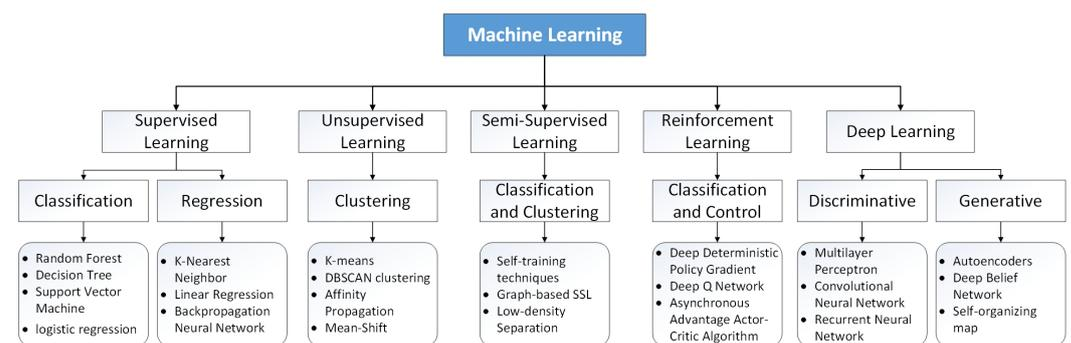 Machine Learning
Supervised
Learning
Unsupervised
Learning
Semi-Supervised
Learning
Reinforcement
Learning
Deep Learning
Classification
Regression
Clustering
Classification
and Clustering
Classification
and Control
Discriminative
Generative
• Random Forest
• Decision Tree
• Support Vector
Machine
• logistic regression
• K-Nearest
Neighbor
• Linear Regression
• Backpropagation
Neural Network
• K-means
• DBSCAN clustering
• Affinity
Propagation
• Mean-Shift
• Self-training
techniques
• Graph-based SSL
• Low-density
Separation
• Deep Deterministic
Policy Gradient
• Deep Q Network
• Asynchronous
Advantage Actor-
Critic Algorithm
• Multilayer
Perceptron
• Convolutional
Neural Network
• Recurrent Neural
Network
• Autoencoders
• Deep Belief
Network
• Self-organizing
map